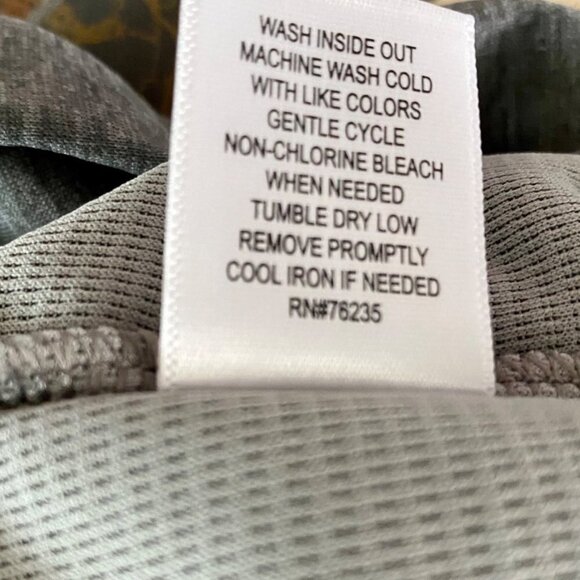 WASH INSIDE OUT
MACHINE WASH COLD
WITH LIKE COLORS
GENTLE CYCLE
NON-CHLORINE BLEACH
WHEN NEEDED
TUMBLE DRY LOW
REMOVE PROMPTLY
COOL IRON IF NEEDED
RN#76235